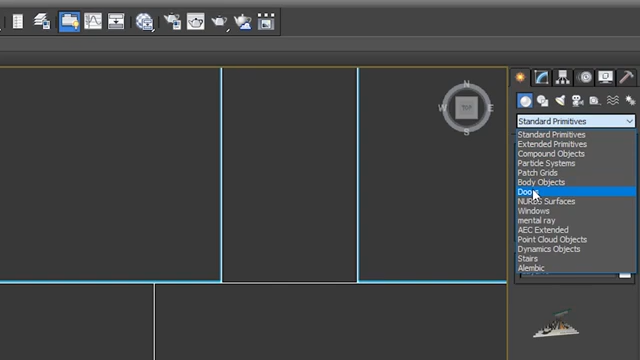 N
W
E
S
Standard Primitives
Standard Primitives
Extended Primitives
Compound Objects
Particle Systems
Patch Grids
Body Objects
Doors
NURBS Surfaces
Windows
mental ray
AEC Extended
Point Cloud Objects
Dynamics Objects
Stairs
Alembic